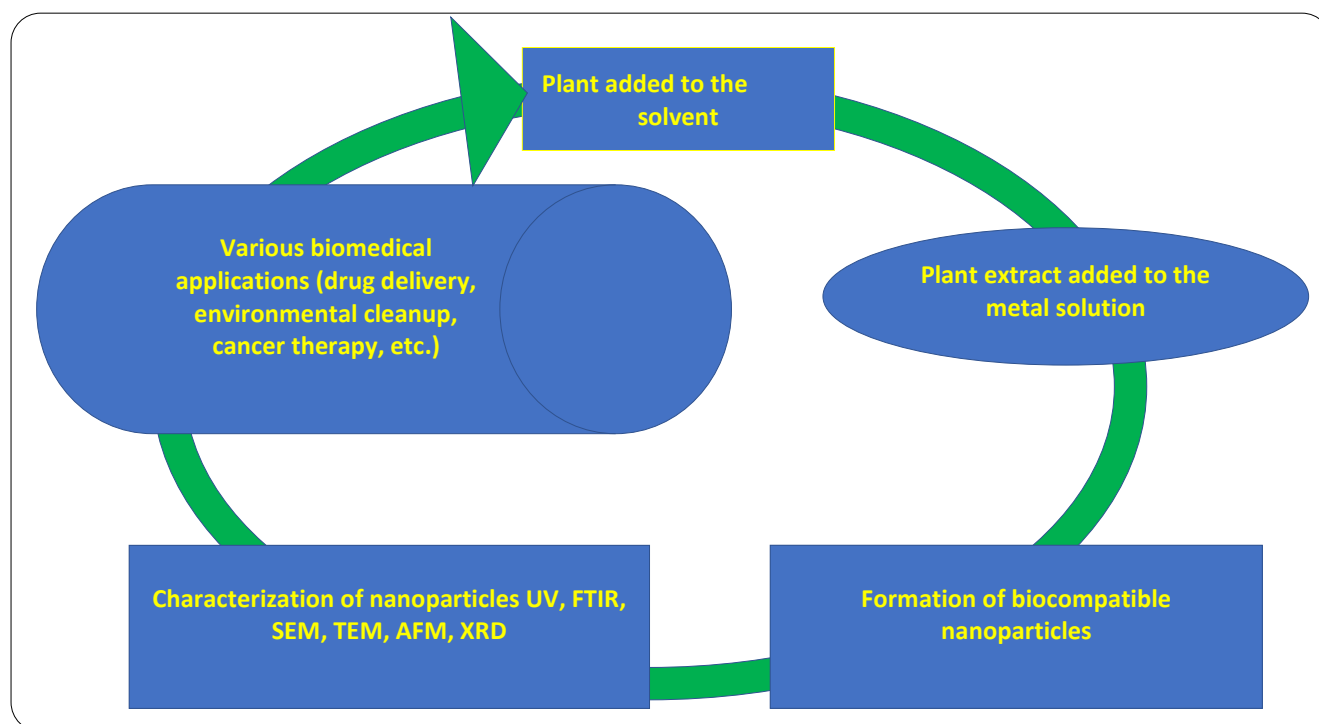 Plant added to the
solvent
Plant extract added to the
metal solution
Formation of biocompatible
nanoparticles
Characterization of nanoparticles UV, FTIR,
SEM, TEM, AFM, XRD
Various biomedical
applications (drug delivery,
environmental cleanup,
cancer therapy, etc.)